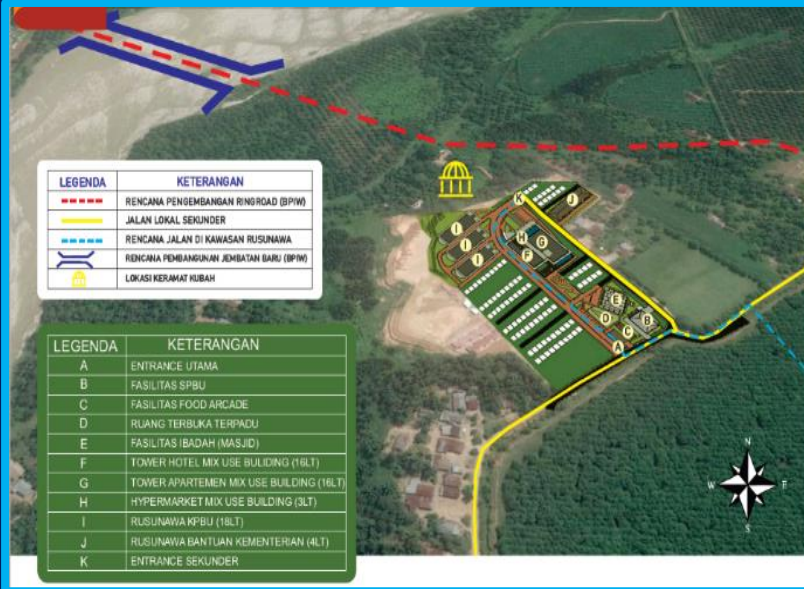 LEGENDA KETERANGAN
RENCANA PENGEMBANGAN RINGROAD (BPIW)
JALAN LOKAL SEKUNDER
RENCANA JALAN DI KAWASAN RUSUNAWA
RENCANA PEMBANGUNAN JEMBATAN BARU (BPIW)
LOKASI KERAMAT KUBAH
LEGENDA KETERANGAN
A ENTRANCE UTAMA
B FASILITAS SPBU
C FASILITAS FOOD ARCADE
D RUANG TERBUKA TERPADU
E FASILITAS IBADAH (MASJID)
F TOWER HOTEL MIX USE BULIDING (16LT)
G TOWER APARTEMEN MIX USE BUILDING (16LT)
H HYPERMARKET MIX USE BUILDING (3LT)
I RUSUNAWA KPBU (18LT)
J RUSUNAWA BANTUAN KEMENTERIAN (4LT)
K ENTRANCE SEKUNDER
K
J
I
H
G
I
F
I
E
D
B
C
A
N
W E
S